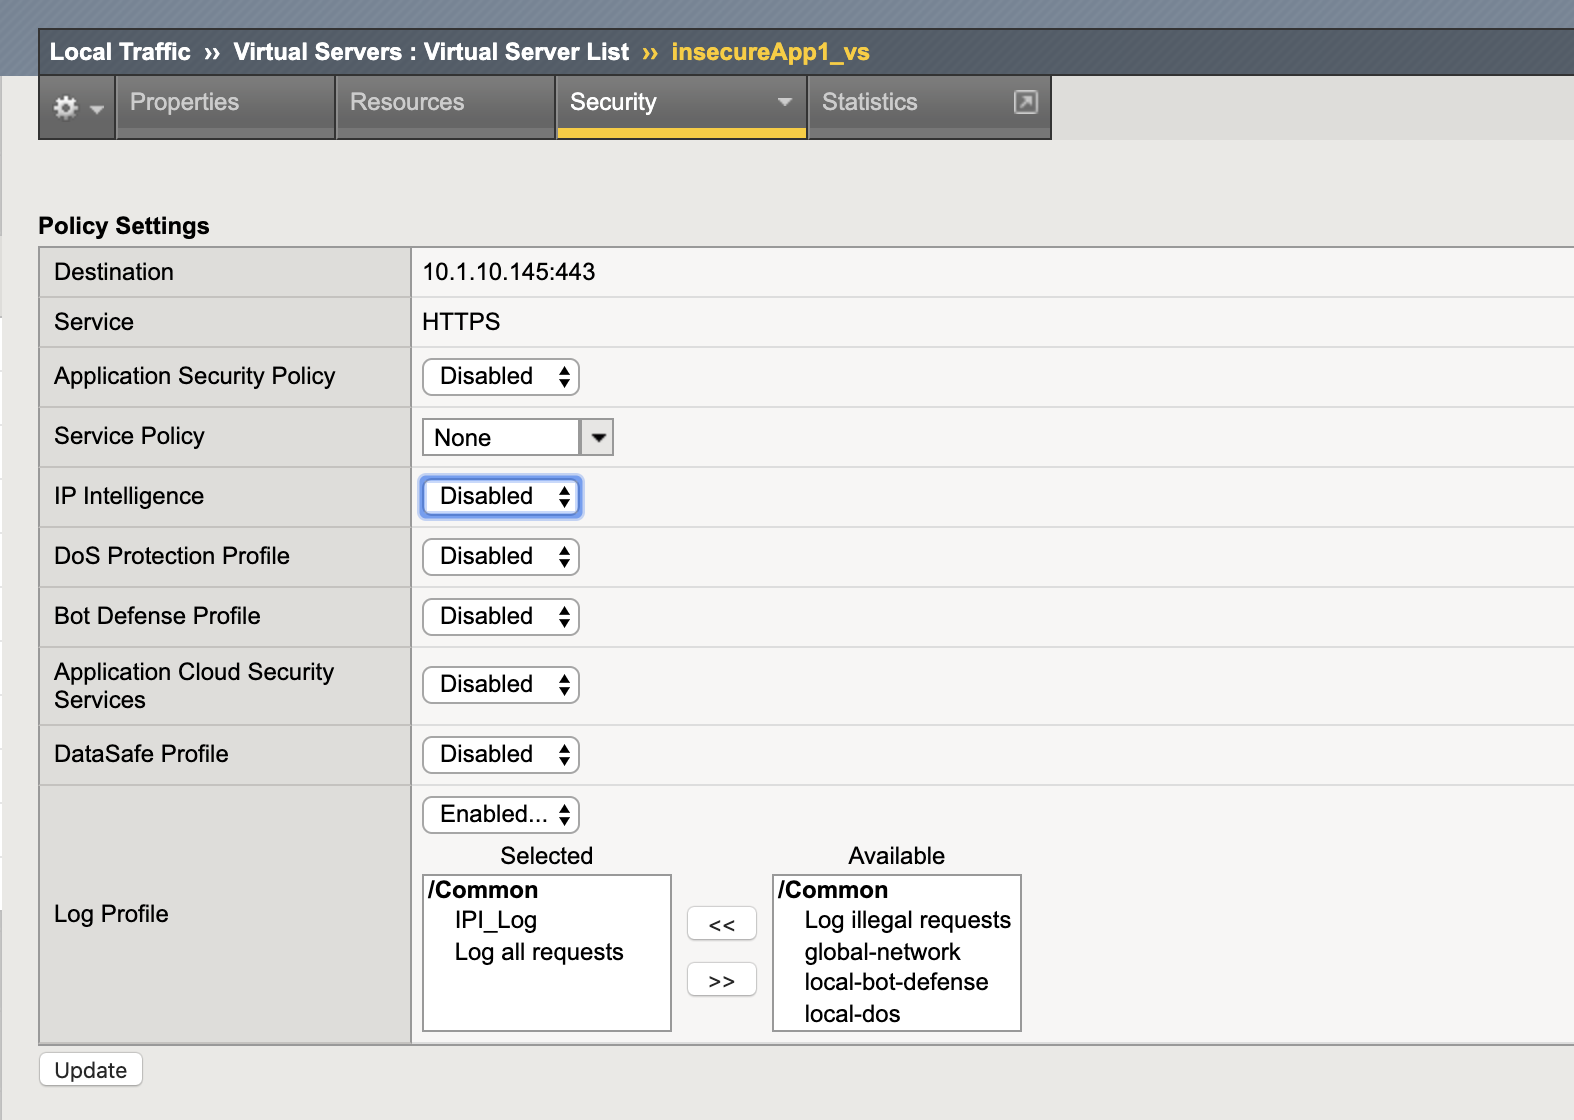 Local Traffic ›› Virtual Servers : Virtual Server List ›› insecureApp1_vs
Properties Resources Security Statistics
Policy Settings
Destination 10.1.10.145:443
Service HTTPS
Application Security Policy Disabled
Service Policy None
IP Intelligence Disabled
DoS Protection Profile Disabled
Bot Defense Profile Disabled
Application Cloud Security
Services Disabled
DataSafe Profile Disabled
Log Profile Enabled...
Selected Available
/Common /Common
IPI_Log << Log illegal requests
Log all requests global-network
>> local-bot-defense
local-dos
Update